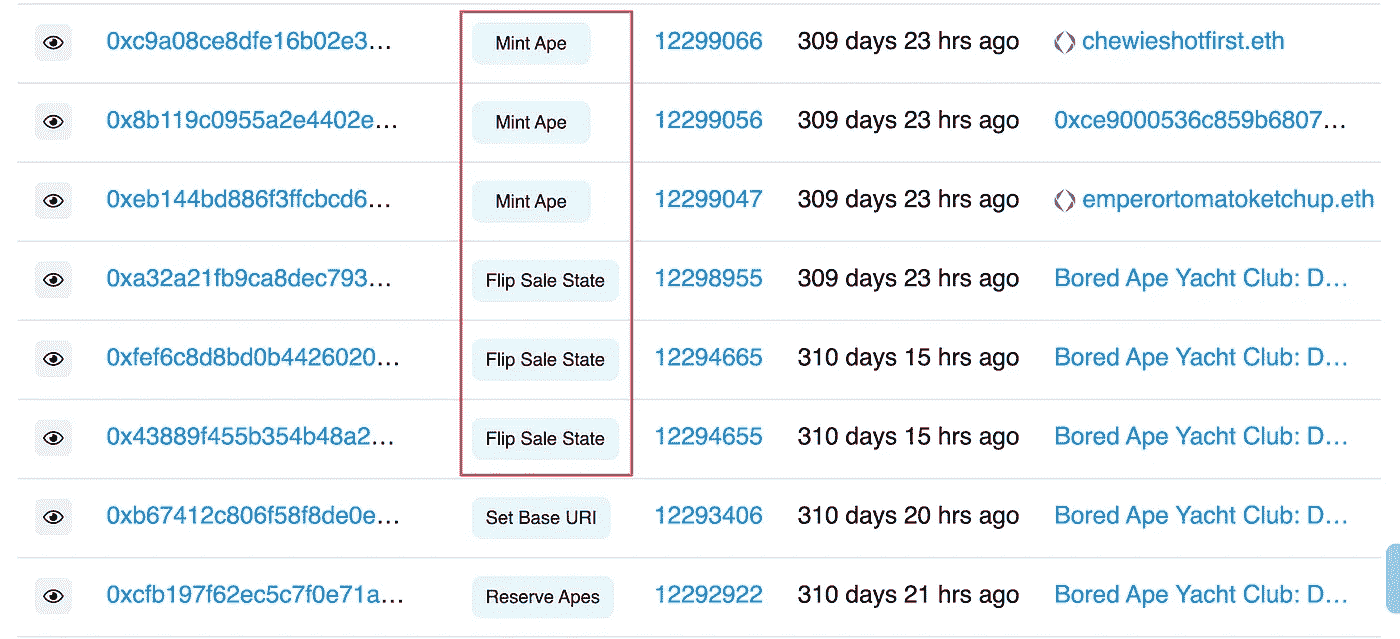 0xc9a08ce8dfe16b02e3... Mint Ape 12299066 309 days 23 hrs ago chewieshotfirst.eth
0x8b119c0955a2e4402e... Mint Ape 12299056 309 days 23 hrs ago 0xce9000536c859b6807...
0xeb144bd886f3ffcbcd6... Mint Ape 12299047 309 days 23 hrs ago emperortomatoketchup.eth
0xa32a21fb9ca8dec793... Flip Sale State 12298955 309 days 23 hrs ago Bored Ape Yacht Club: D...
0xfef6c8d8bd0b4426020... Flip Sale State 12294665 310 days 15 hrs ago Bored Ape Yacht Club: D...
0x43889f455b354b48a2... Flip Sale State 12294655 310 days 15 hrs ago Bored Ape Yacht Club: D...
0xb67412c806f58f8de0e... Set Base URI 12293406 310 days 20 hrs ago Bored Ape Yacht Club: D...
0xcfb197f62ec5c7f0e71a... Reserve Apes 12292922 310 days 21 hrs ago Bored Ape Yacht Club: D...